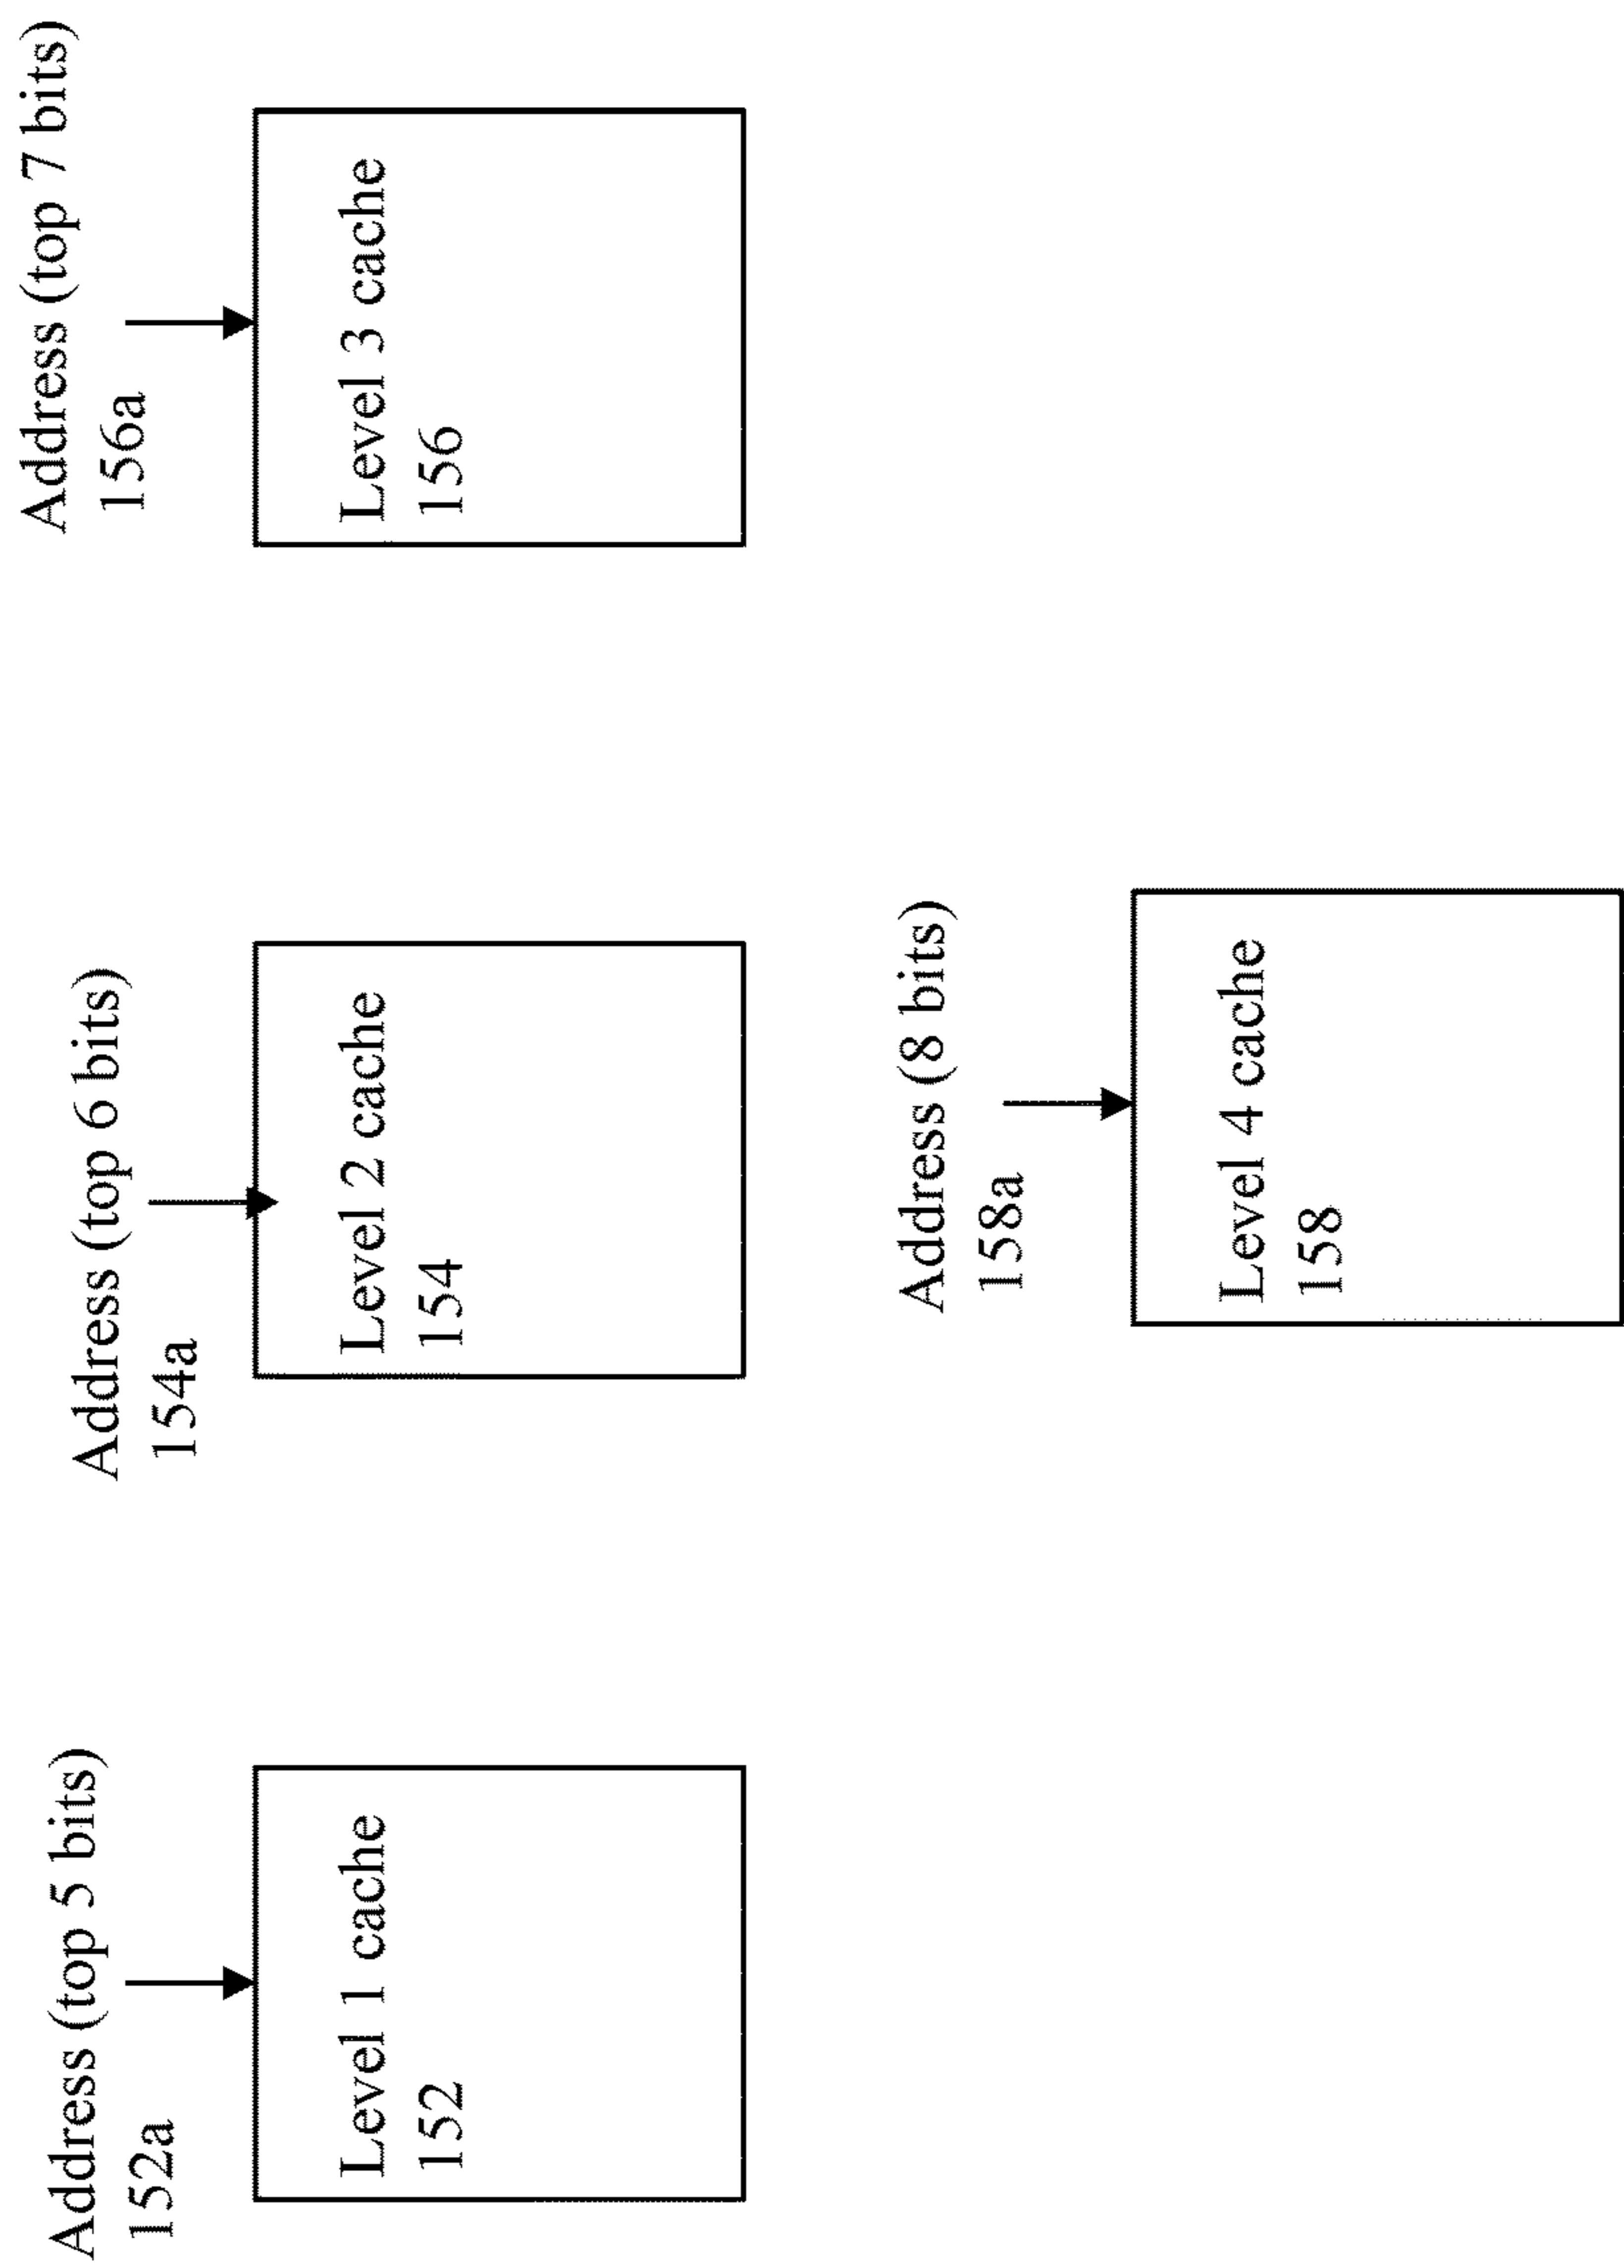 Address (top 5 bits)
152a
Level 1 cache
152
Address (top 6 bits)
154a
Level 2 cache
154
Address (top 7 bits)
156a
Level 3 cache
156
Address (8 bits)
158a
Level 4 cache
158